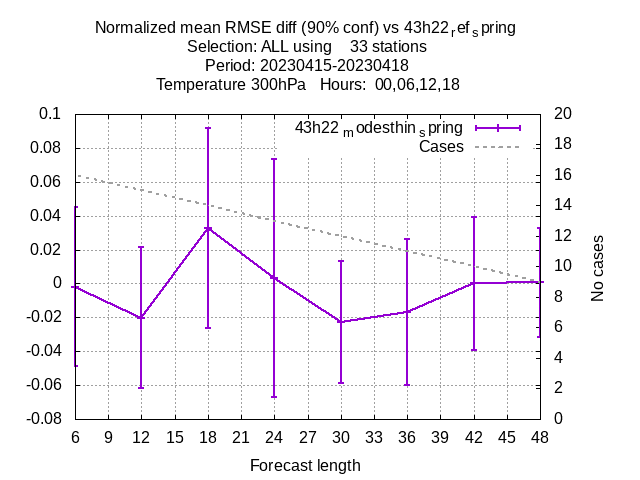 Normalized mean RMSE diff (90% conf) vs 43h22refspring
Selection: ALL using    33 stations
Period: 20230415-20230418
Temperature 300hPa   Hours:  00,06,12,18
43h22modesthinspring
Cases
0.1
0.08
0.06
0.04
0.02
0
-0.02
-0.04
-0.06
-0.08
20
18
16
14
12
10
8
6
4
2
0
No cases
6 9 12 15 18 21 24 27 30 33 36 39 42 45 48
Forecast length